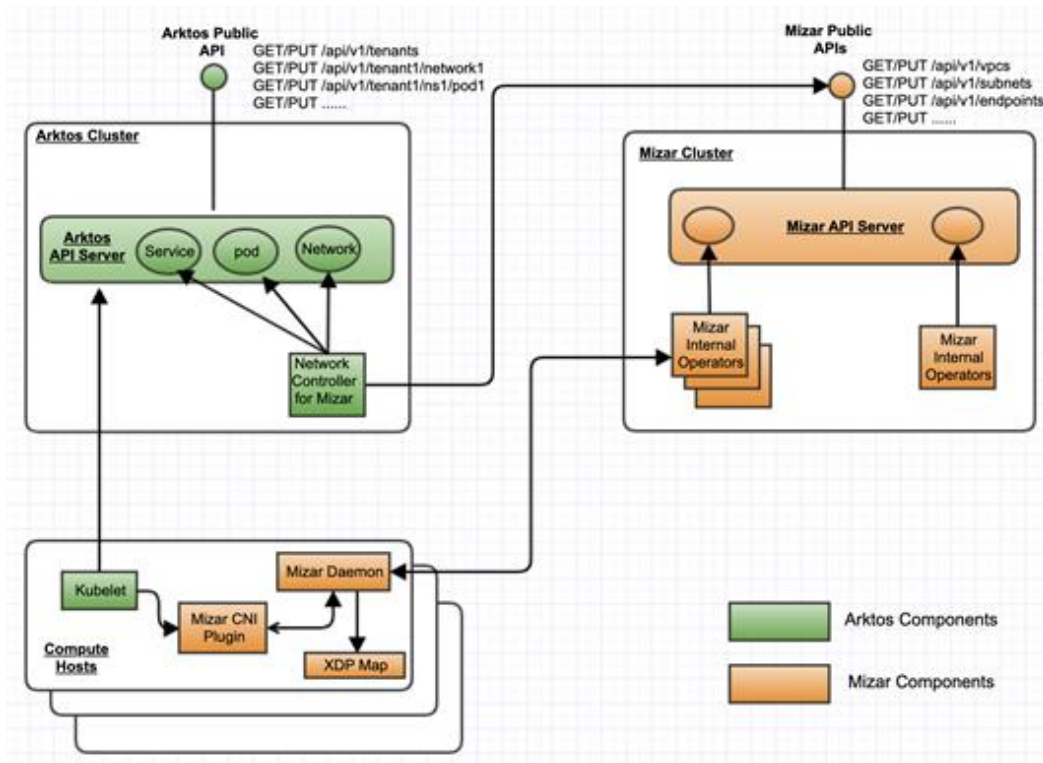 Arktos Public
API
GET/PUT /api/v1/tenants
GET/PUT /api/v1/tenant1/network1
GET/PUT /api/v1/tenant1/ns1/pod1
GET/PUT ......
Mizar Public
APIs
GET/PUT /api/v1/vpcs
GET/PUT /api/v1/subnets
GET/PUT /api/v1/endpoints
GET/PUT ......
Arktos Cluster
Arktos
API Server
Service
pod
Network
Network
Controller
for Mizar
Mizar Cluster
Mizar API Server
Mizar
Internal
Operators
Mizar
Internal
Operators
Kubelet
Mizar CNI
Plugin
Mizar Daemon
XDP Map
Compute
Hosts
Arktos Components
Mizar Components